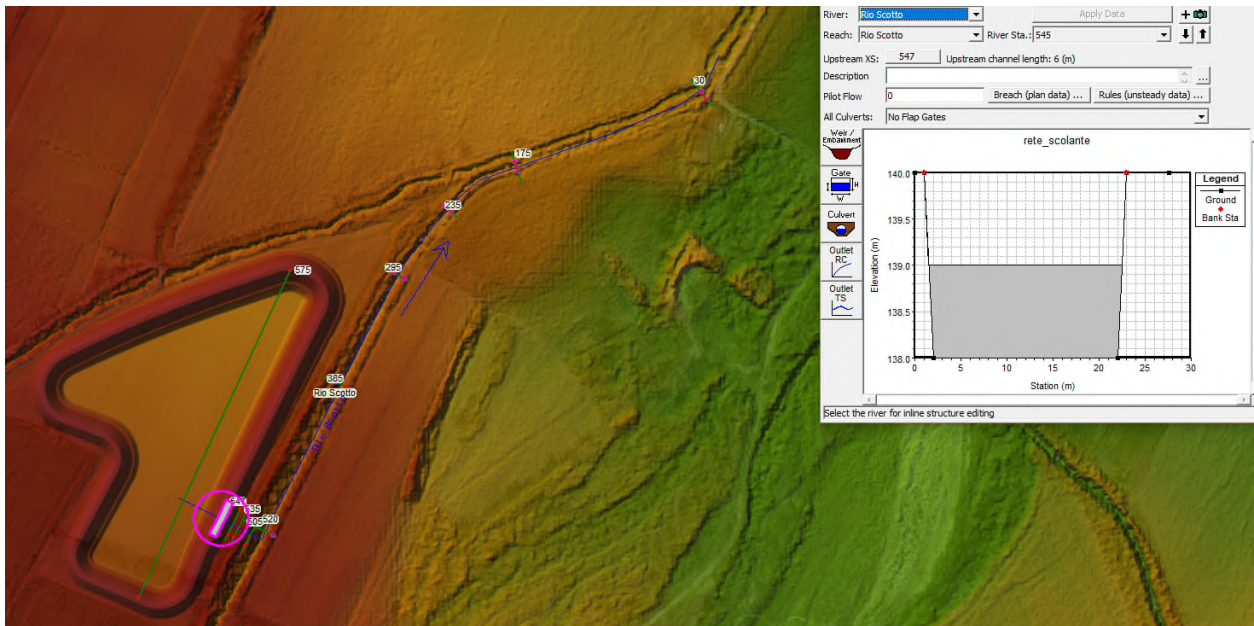 River: Rio Scotto Apply Data +
Reach: Rio Scotto River Sta.: 545
Upstream XS: 547 Upstream channel length: 6 (m)
Description ...
Pilot Flow 0 Breach (plan data) ... Rules (unsteady data) ...
All Culverts: No Flap Gates
Weir / Embankment
Gate
H
W
Culvert
Outlet RC
Outlet TS
rete_scolante
Legend
Ground
Bank Sta
Elevation (m)
140.0
139.5
139.0
138.5
138.0
0 5 10 15 20 25 30
Station (m)
Select the river for inline structure editing
30
175
235
295
575
385
Rio Scotto
535
505 520